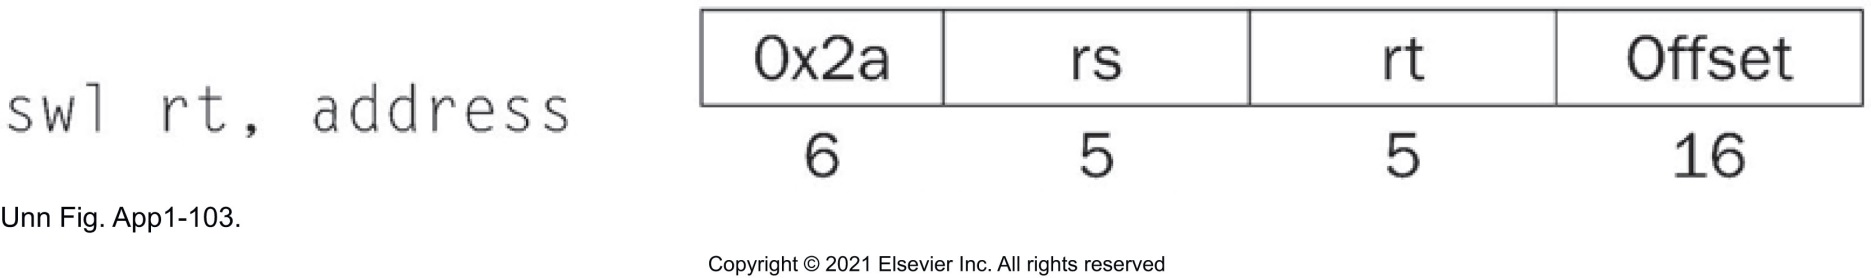 swl rt, address
0x2a rs rt Offset
6 5 5 16
Unn Fig. App1-103.
Copyright © 2021 Elsevier Inc. All rights reserved